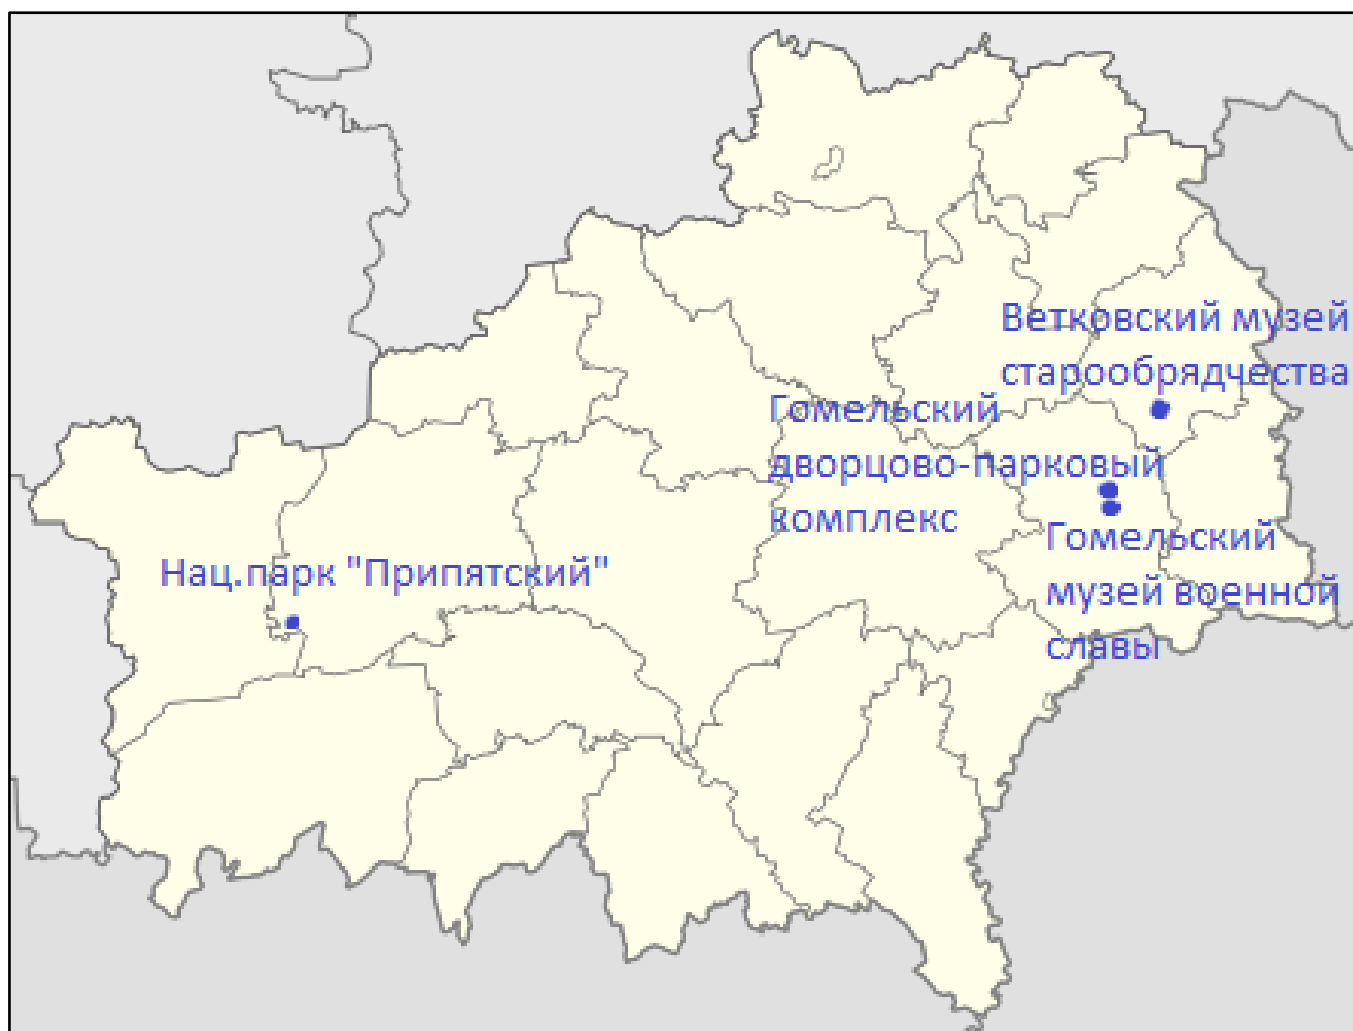 Ветковский музей
старообрядчества
Гомельский
дворцово-парковый
комплекс
Гомельский
музей военной
славы
Нац.парк "Припятский"